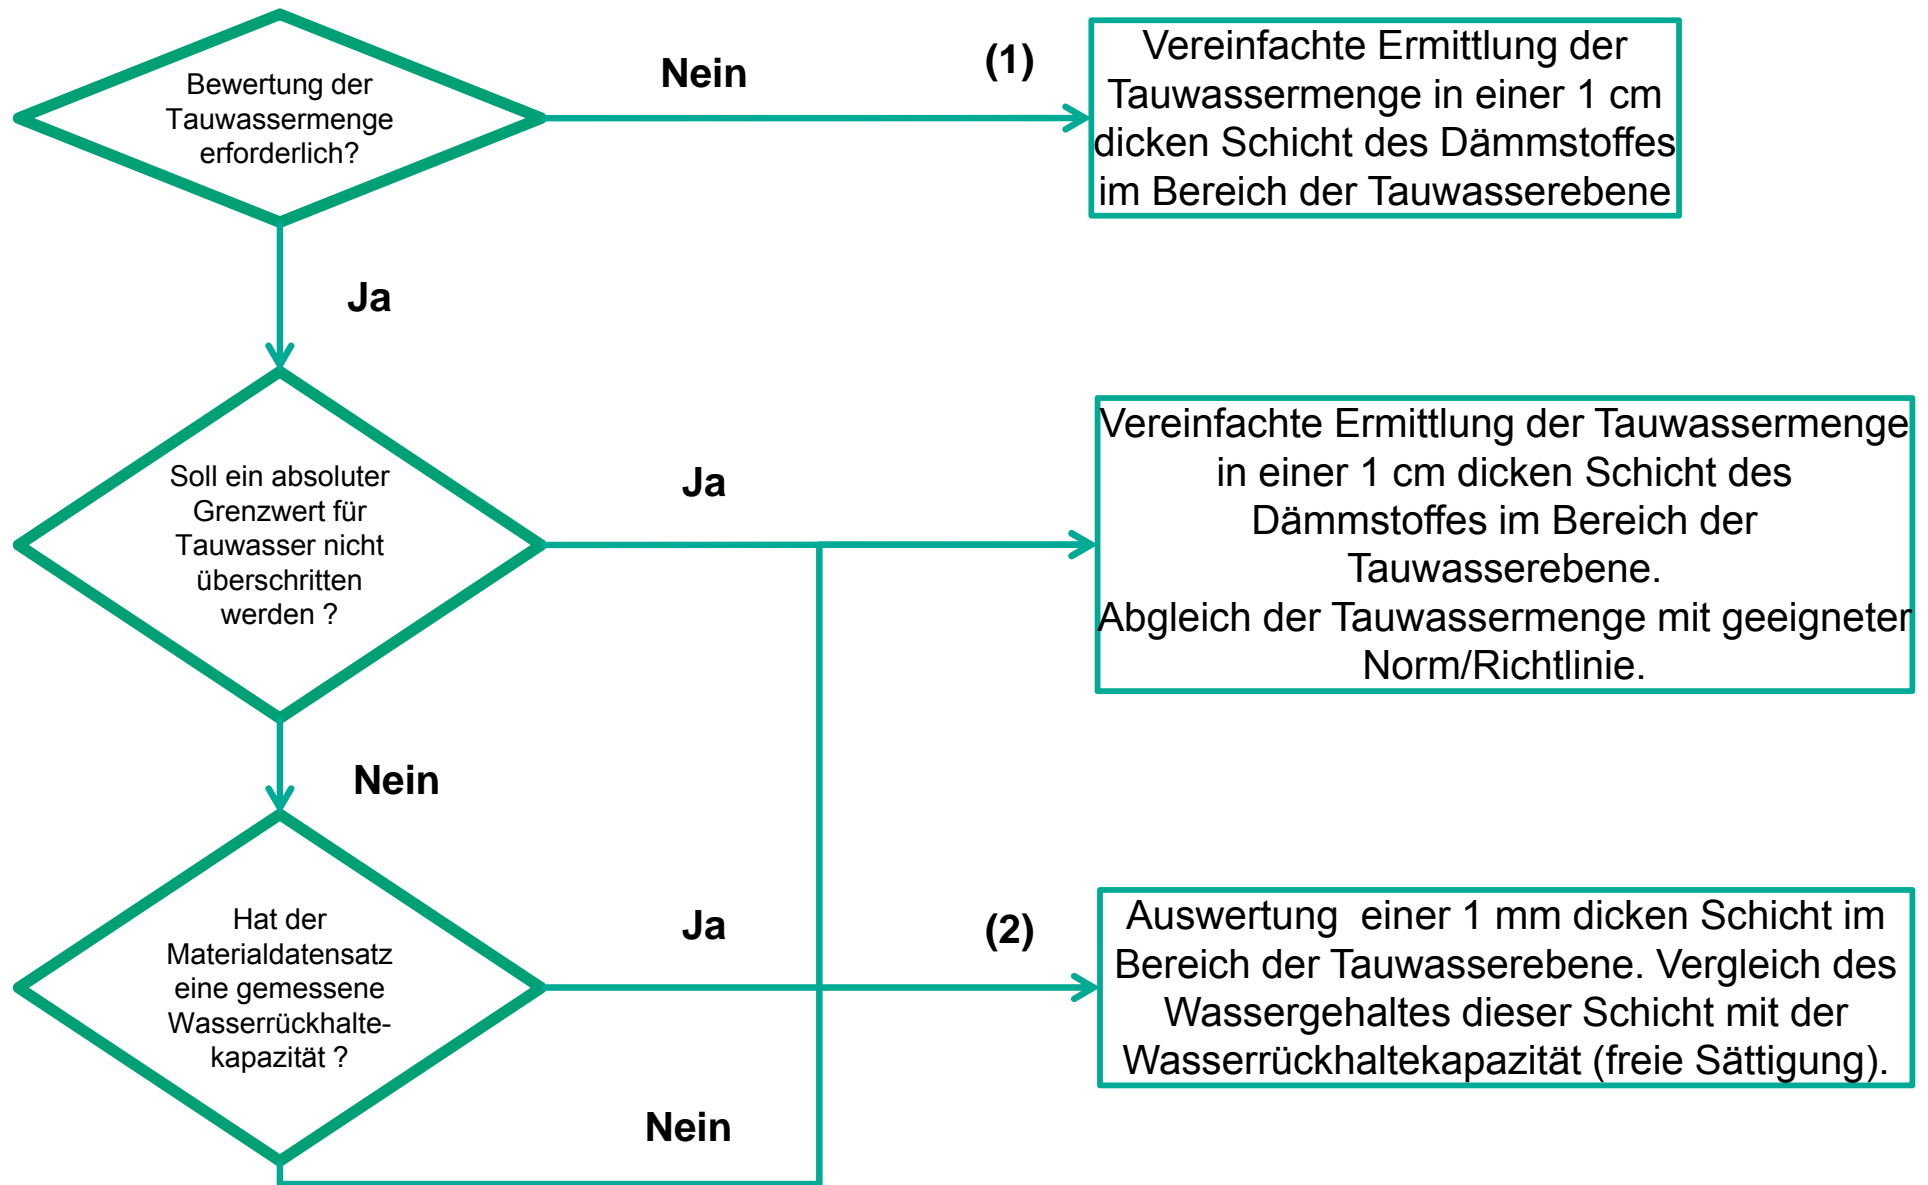 Bewertung der
Tauwassermenge
erforderlich?
Nein
(1)
Vereinfachte Ermittlung der
Tauwassermenge in einer 1 cm
dicken Schicht des Dämmstoffes
im Bereich der Tauwasserebene
Ja
Soll ein absoluter
Grenzwert für
Tauwasser nicht
überschritten
werden ?
Ja
Vereinfachte Ermittlung der Tauwassermenge
in einer 1 cm dicken Schicht des
Dämmstoffes im Bereich der
Tauwasserebene.
Abgleich der Tauwassermenge mit geeigneter
Norm/Richtlinie.
Nein
Hat der
Materialdatensatz
eine gemessene
Wasserrückhalte-
kapazität ?
Ja
(2)
Auswertung  einer 1 mm dicken Schicht im
Bereich der Tauwasserebene. Vergleich des
Wassergehaltes dieser Schicht mit der
Wasserrückhaltekapazität (freie Sättigung).
Nein